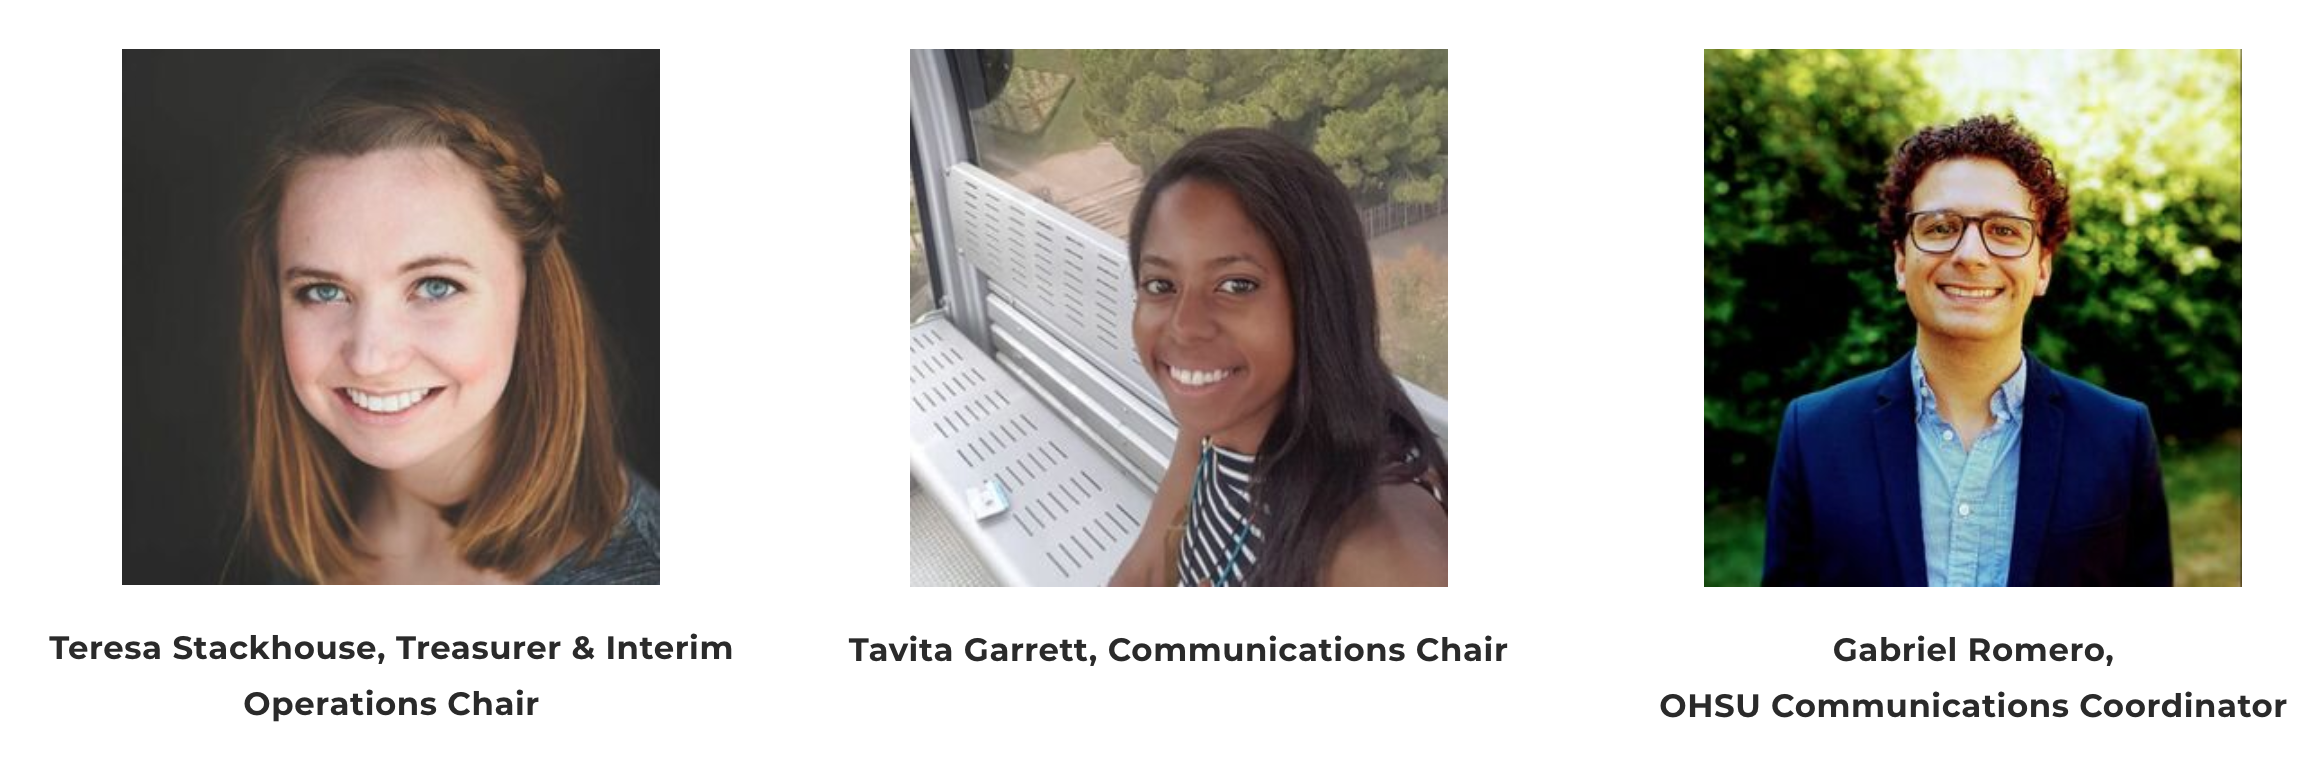 Teresa Stackhouse, Treasurer & Interim
Operations Chair
Tavita Garrett, Communications Chair
Gabriel Romero,
OHSU Communications Coordinator